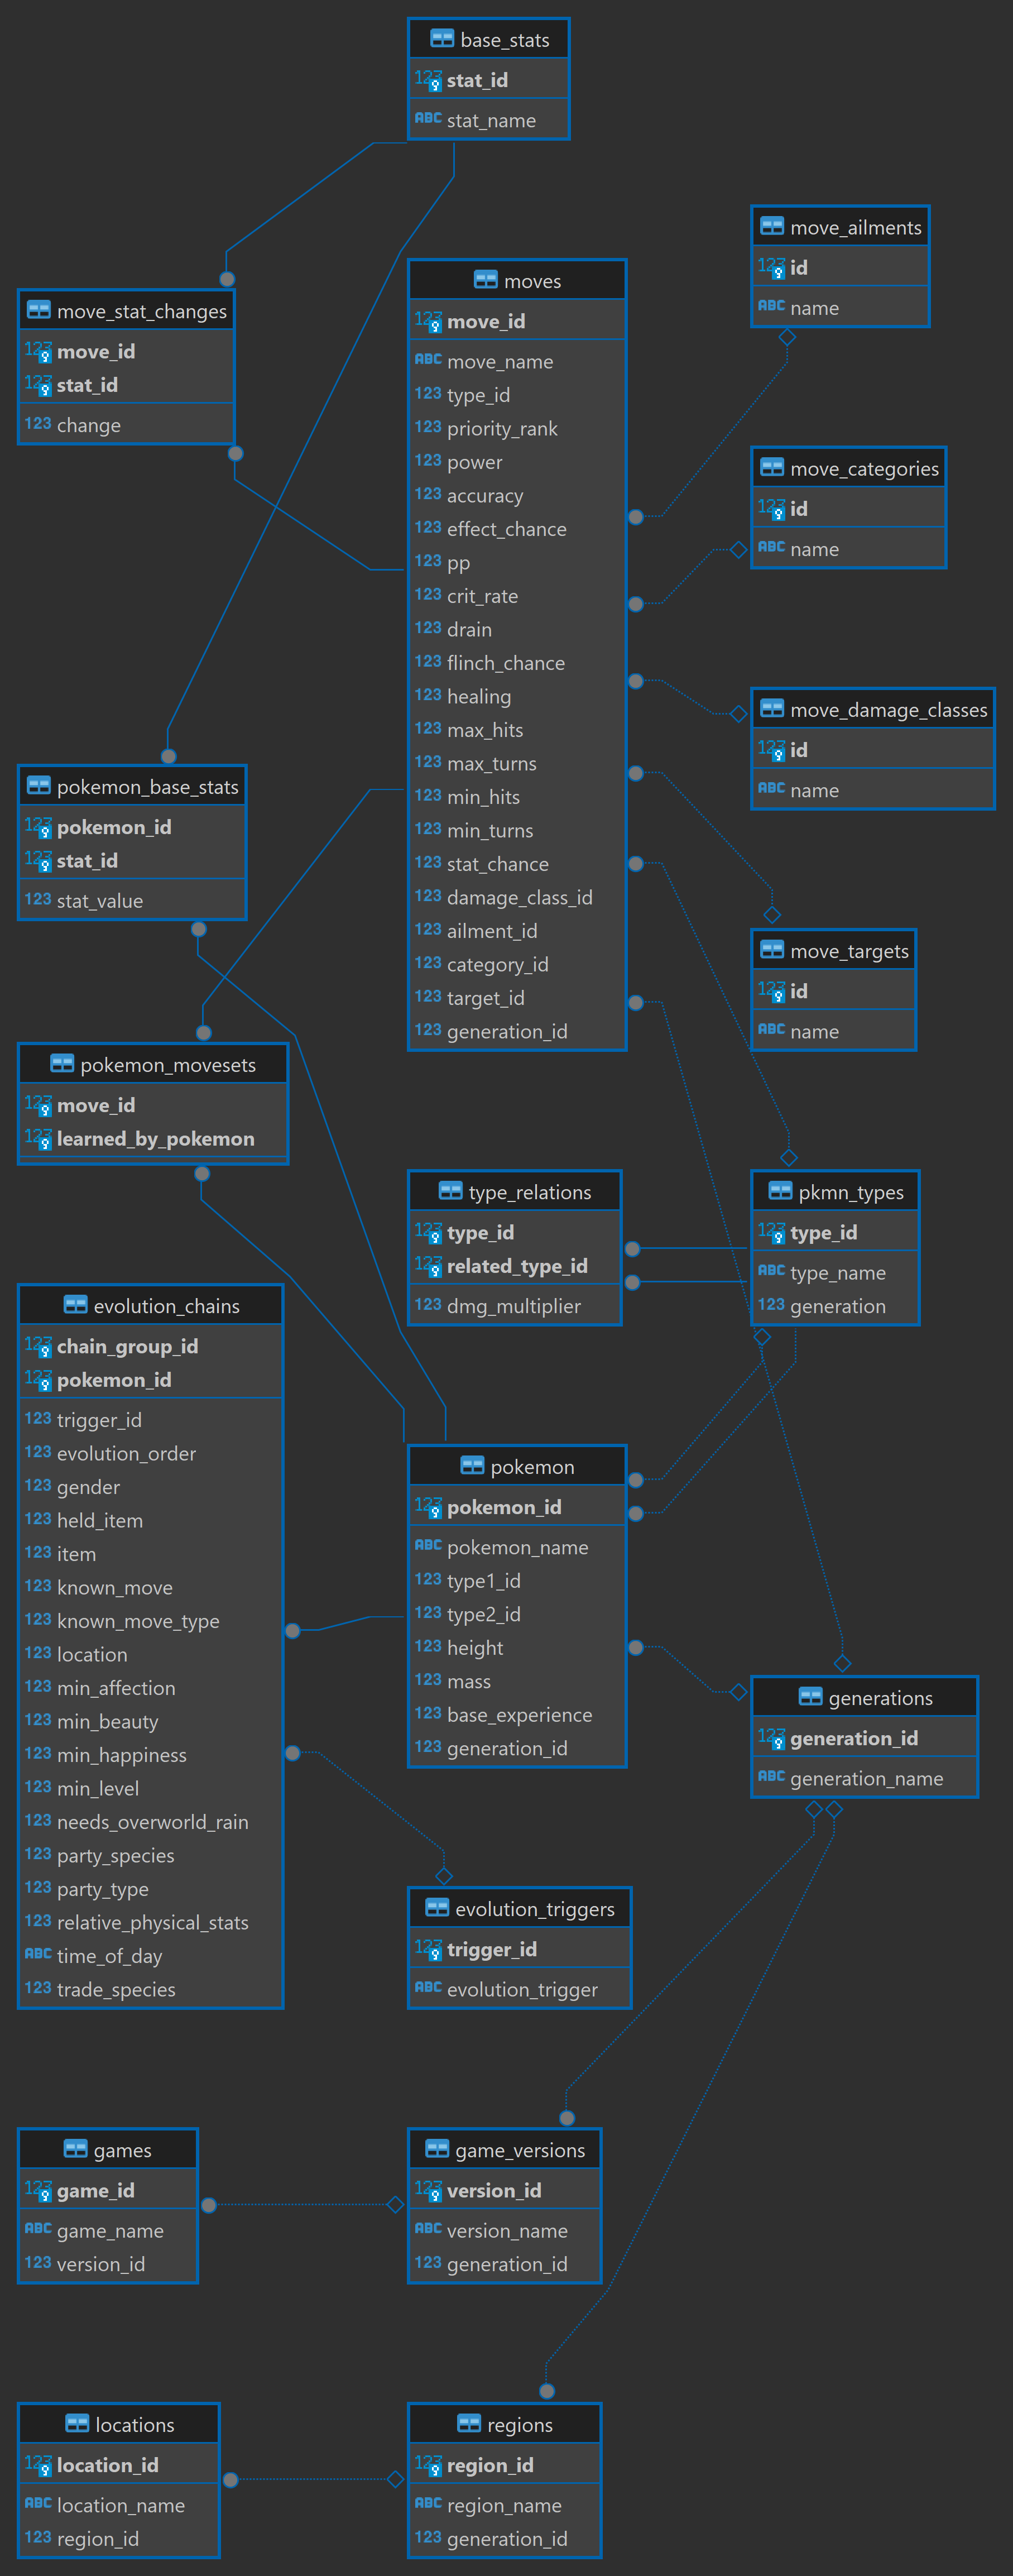 base_stats
123 stat_id
ABC stat_name
move_ailments
123 id
ABC name
moves
123 move_id
ABC move_name
123 type_id
123 priority_rank
123 power
123 accuracy
123 effect_chance
123 pp
123 crit_rate
123 drain
123 flinch_chance
123 healing
123 max_hits
123 max_turns
123 min_hits
123 min_turns
123 stat_chance
123 damage_class_id
123 ailment_id
123 category_id
123 target_id
123 generation_id
move_stat_changes
123 move_id
123 stat_id
123 change
move_categories
123 id
ABC name
move_damage_classes
123 id
ABC name
pokemon_base_stats
123 pokemon_id
123 stat_id
123 stat_value
move_targets
123 id
ABC name
pokemon_movesets
123 move_id
123 learned_by_pokemon
type_relations
123 type_id
123 related_type_id
123 dmg_multiplier
pkmn_types
123 type_id
ABC type_name
123 generation
evolution_chains
123 chain_group_id
123 pokemon_id
123 trigger_id
123 evolution_order
123 gender
123 held_item
123 item
123 known_move
123 known_move_type
123 location
123 min_affection
123 min_beauty
123 min_happiness
123 min_level
123 needs_overworld_rain
123 party_species
123 party_type
123 relative_physical_stats
ABC time_of_day
123 trade_species
pokemon
123 pokemon_id
ABC pokemon_name
123 type1_id
123 type2_id
123 height
123 mass
123 base_experience
123 generation_id
generations
123 generation_id
ABC generation_name
evolution_triggers
123 trigger_id
ABC evolution_trigger
games
123 game_id
ABC game_name
123 version_id
game_versions
123 version_id
ABC version_name
123 generation_id
locations
123 location_id
ABC location_name
123 region_id
regions
123 region_id
ABC region_name
123 generation_id